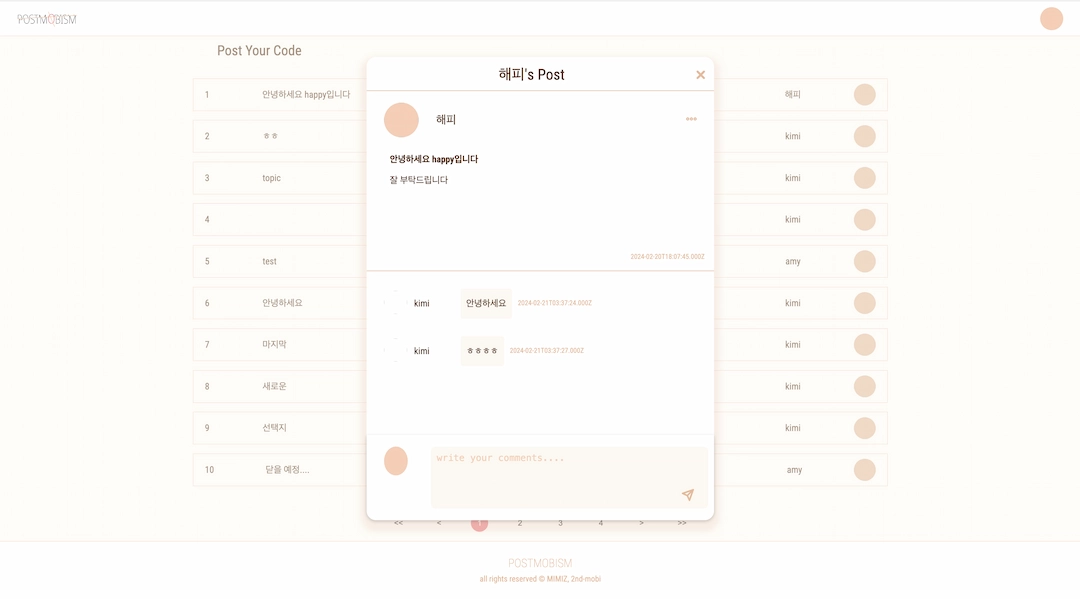 POSTMOBISM
Post Your Code
1 안녕하세요 happy입니다 해피
2 ㅎㅎ kimi
3 topic kimi
4 kimi
5 test amy
6 안녕하세요 kimi
7 마지막 kimi
8 새로운 kimi
9 선택지 kimi
10 닫을 예정.... amy
해피's Post
해피
안녕하세요 happy입니다
잘 부탁드립니다
2024-02-20T18:07:45.000Z
kimi 안녕하세요 2024-02-21T03:37:24.000Z
kimi ㅎㅎㅎㅎ 2024-02-21T03:37:27.000Z
write your comments....
<< < 1 2 3 4 > >>
POSTMOBISM
all rights reserved © MIMIZ, 2nd-mobi